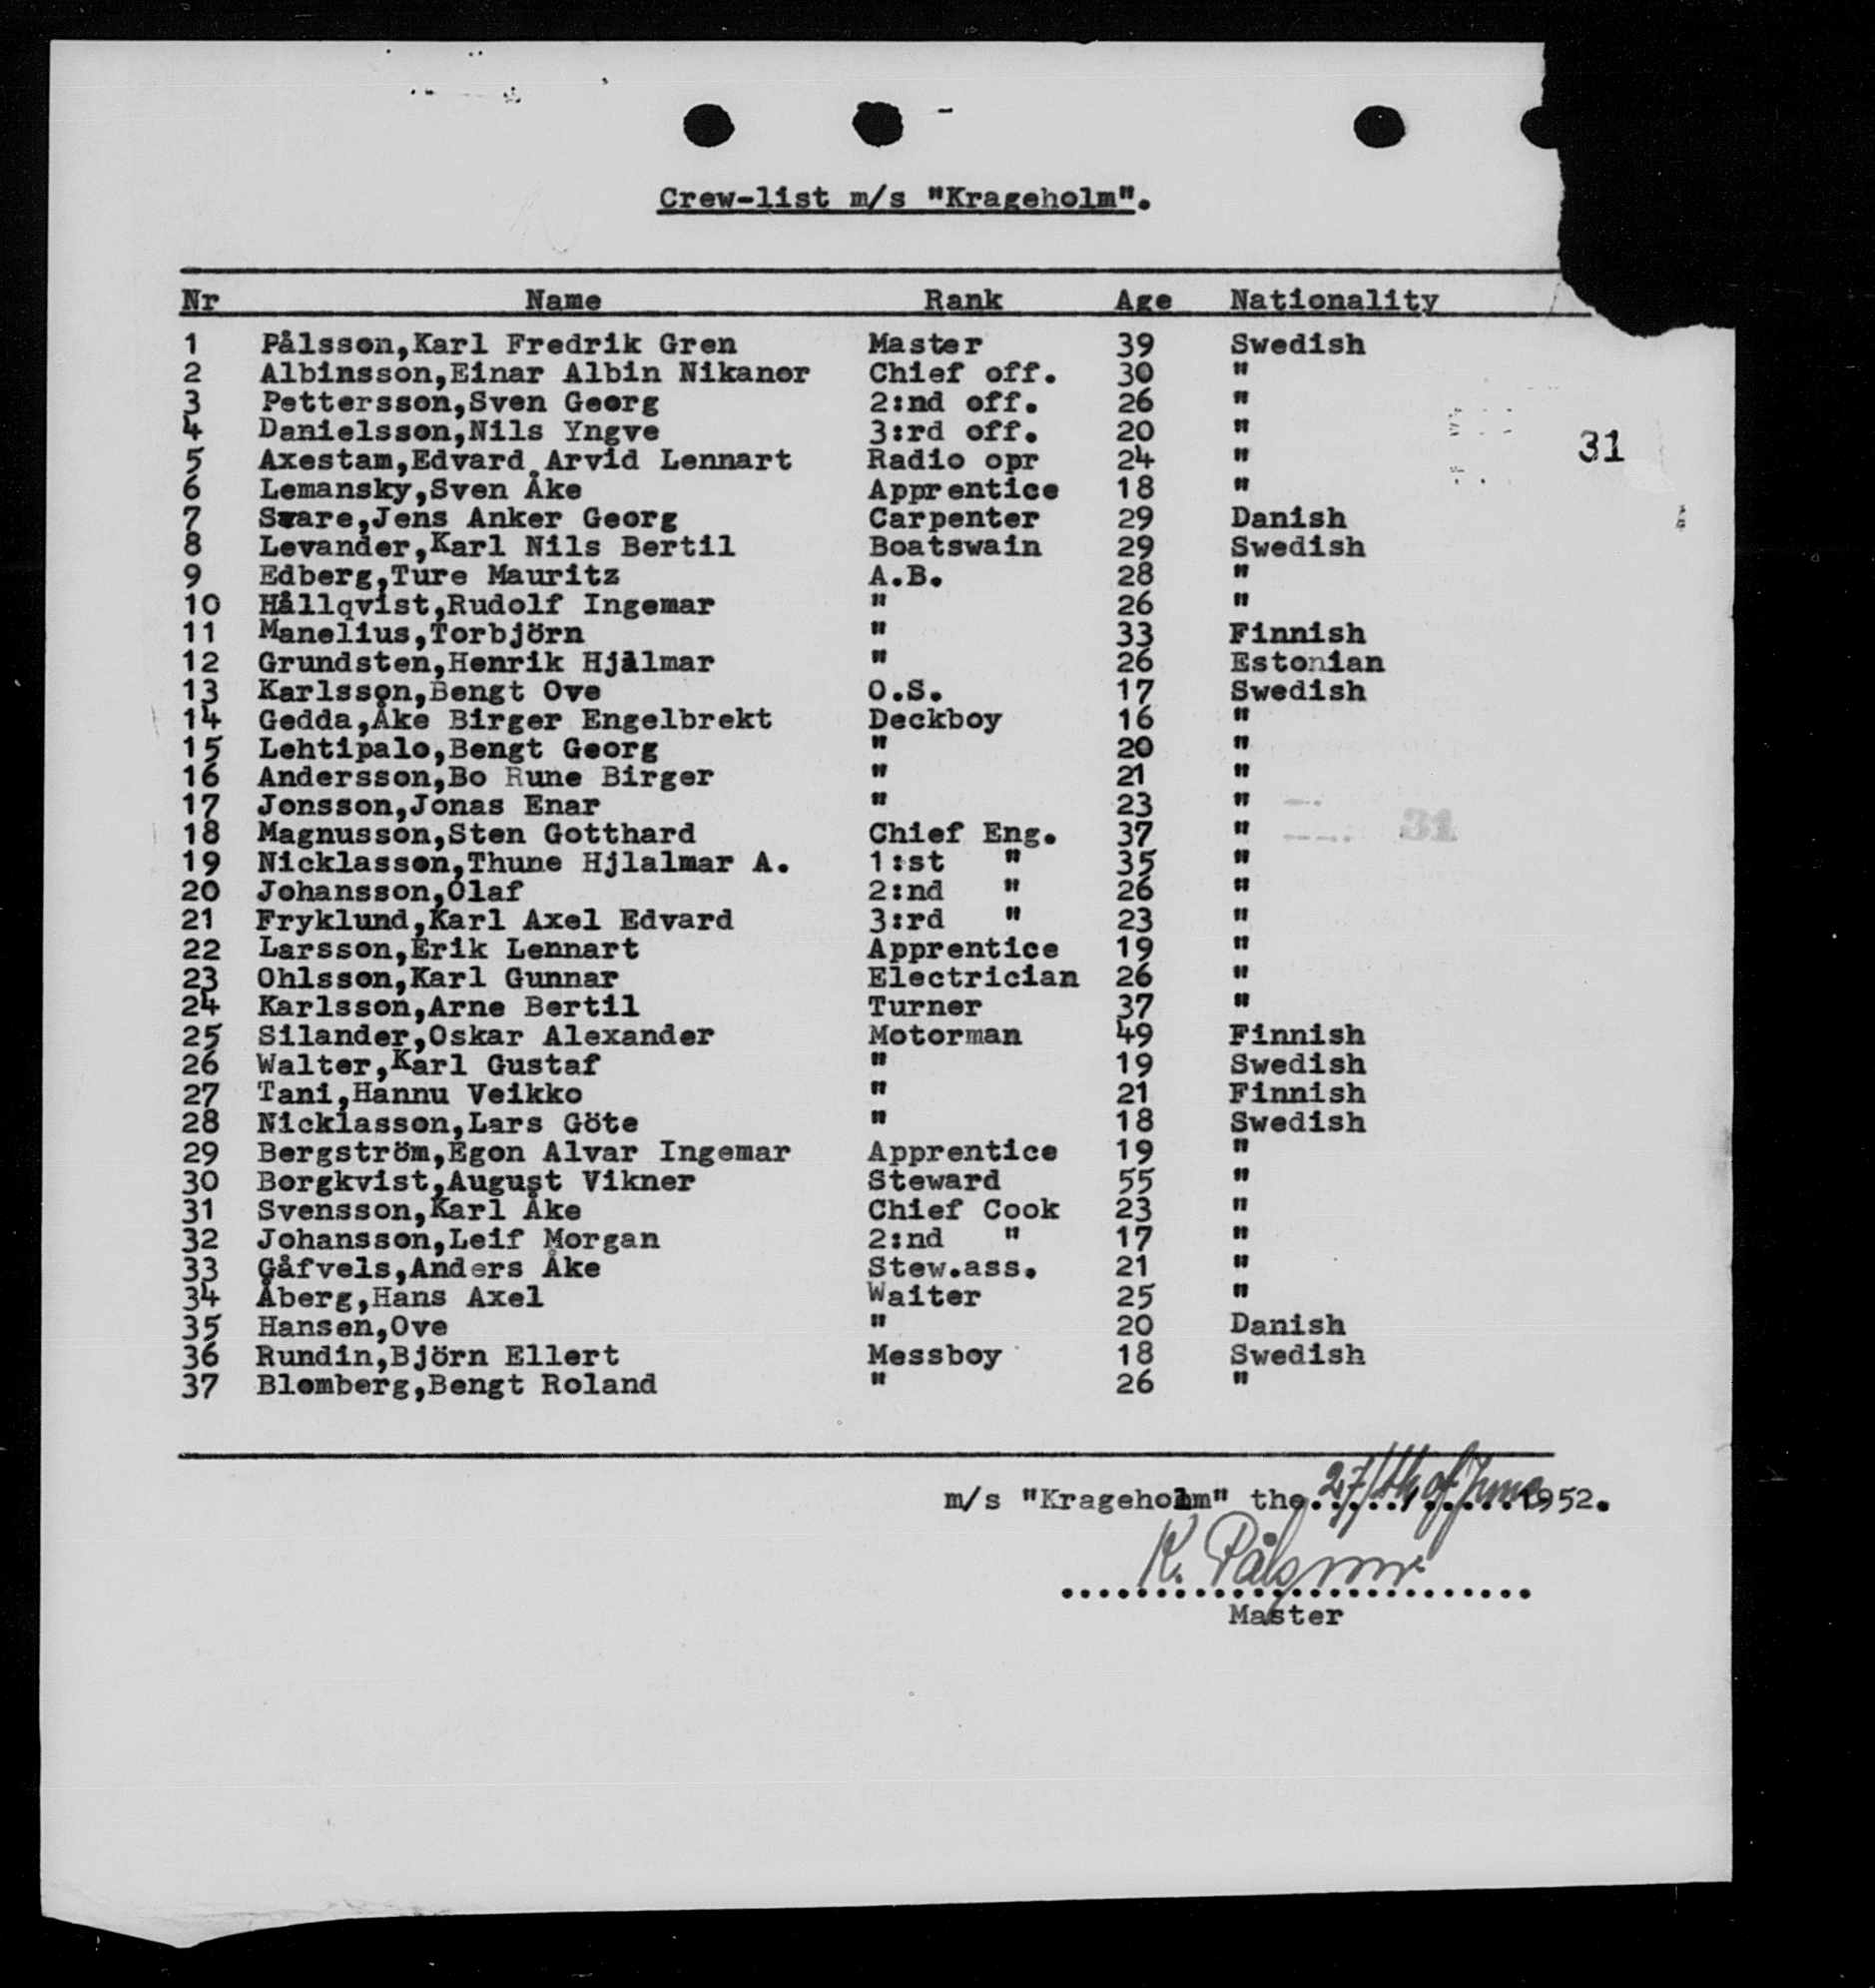 Crew-list m/s "Krageholm".
Nr Name Rank Age Nationality
1 Pålsson,Karl Fredrik Gren Master 39 Swedish
2 Albinsson,Einar Albin Nikanor Chief off. 30 "
3 Pettersson,Sven Georg 2:nd off. 26 "
4 Danielsson,Nils Yngve 3:rd off. 20 "
31
5 Axestam,Edvard Arvid Lennart Radio opr 24 "
6 Lemansky,Sven Åke Apprentice 18 "
7 Jens Anker Georg Carpenter 29 Danish
8 Levander,Karl Nils Bertil Boatswain 29 Swedish
9 Edberg,Ture Mauritz A.B. 28 "
10 Hållqvist,Rudolf Ingemar " 26 "
11 Manelius,Torbjörn " 33 Finnish
12 Grundsten,Henrik Hjälmar " 26 Estonian
13 Karlsson,Bengt Ove O.S. 17 Swedish
14 Gedda,Åke Birger Engelbrekt Deckboy 16 "
15 Lehtipalo,Bengt Georg " 20 "
16 Andersson,Bo Rune Birger " 21 "
17 Jonsson,Jonas Enar " 23 "
18 Magnusson,Sten Gotthard Chief Eng. 37 " 31
19 Nicklasson,Thune Hjlalmar A. 1:st " 35 "
20 Johansson,Olaf 2:nd " 26 "
21 Fryklund,Karl Axel Edvard 3:rd " 23 "
22 Larsson,Erik Lennart Apprentice 19 "
23 Ohlsson,Karl Gunnar Electrician 26 "
24 Karlsson,Arne Bertil Turner 37 "
25 Silander,Oskar Alexander Motorman 49 Finnish
26 Walter,Karl Gustaf " 19 Swedish
27 Tani,Hannu Veikko " 21 Finnish
28 Nicklasson,Lars Göte " 18 Swedish
29 Bergström,Egon Alvar Ingemar Apprentice 19 "
30 Borgkvist,August Vikner Steward 55 "
31 Svensson,Karl Åke Chief Cook 23 "
32 Johansson,Leif Morgan 2:nd " 17 "
33 Gåfvels,Anders Åke Stew.ass. 21 "
34 Åberg,Hans Axel Waiter 25 "
35 Hansen,Ove " 20 Danish
36 Rundin,Björn Ellert Messboy 18 Swedish
37 Blomberg,Bengt Roland " 26 "
m/s "Krageholm" the 27/th of June 1952.
K. Pålsson
Master